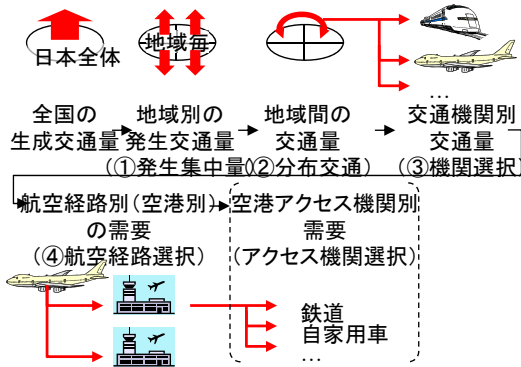 日本全体
地域毎
…
全国の
生成交通量
地域別の
発生交通量
(①発生集中量)
地域間の
交通量
(②分布交通)
交通機関別
交通量
(③機関選択)
航空経路別(空港別)
の需要
(④航空経路選択)
空港アクセス機関別
需要
(アクセス機関選択)
鉄道
自家用車
…